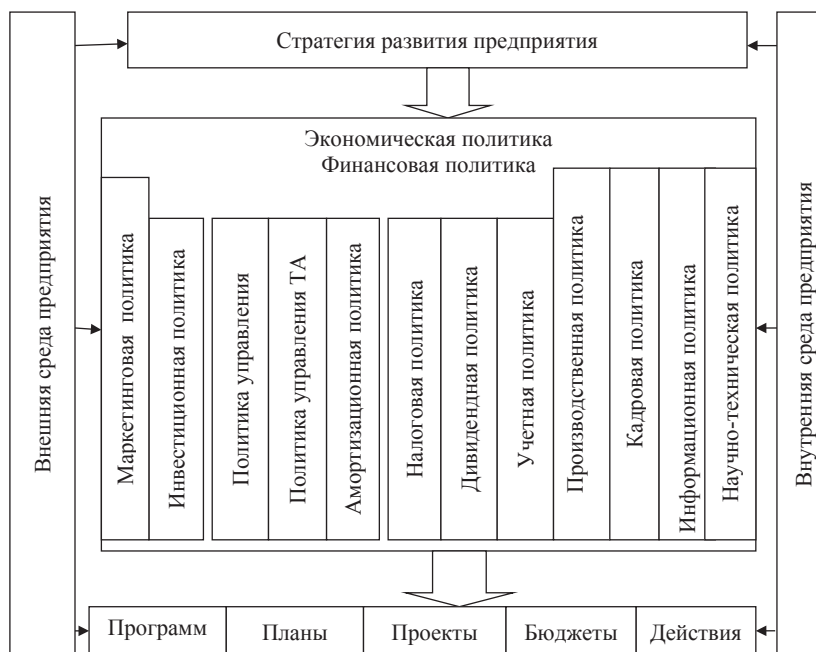 Стратегия развития предприятия
Экономическая политика
Финансовая политика
Внешняя среда предприятия
Маркетинговая политика
Инвестиционная политика
Политика управления
Политика управления ТА
Амортизационная политика
Налоговая политика
Дивидендная политика
Учетная политика
Производственная политика
Кадровая политика
Информационная политика
Научно-техническая политика
Внутренняя среда предприятия
Программ
Планы
Проекты
Бюджеты
Действия